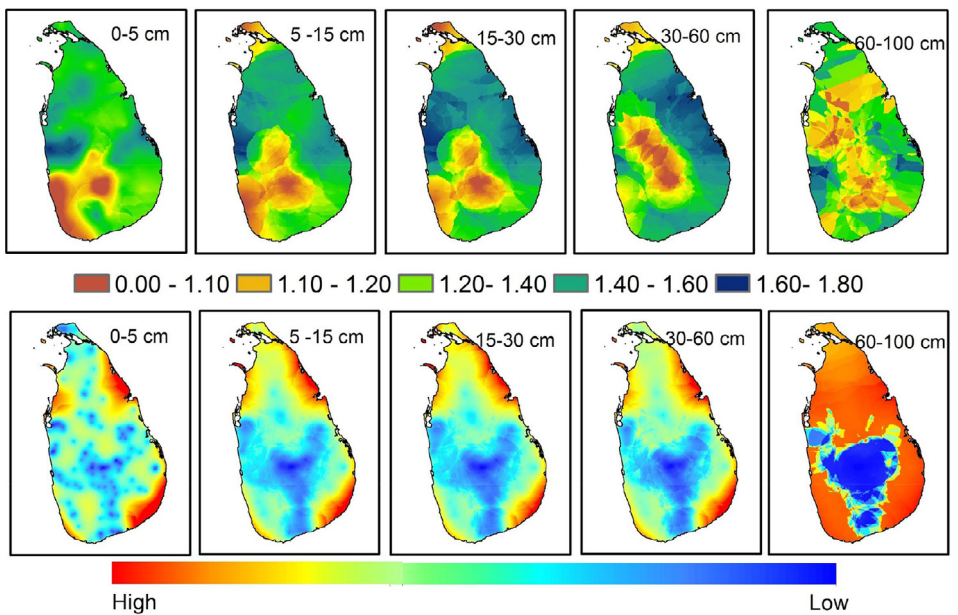 0-5 cm
5 -15 cm
15-30 cm
30-60 cm
60-100 cm
0.00 - 1.10
1.10 - 1.20
1.20- 1.40
1.40 - 1.60
1.60- 1.80
0-5 cm
5 -15 cm
15-30 cm
30-60 cm
60-100 cm
High
Low